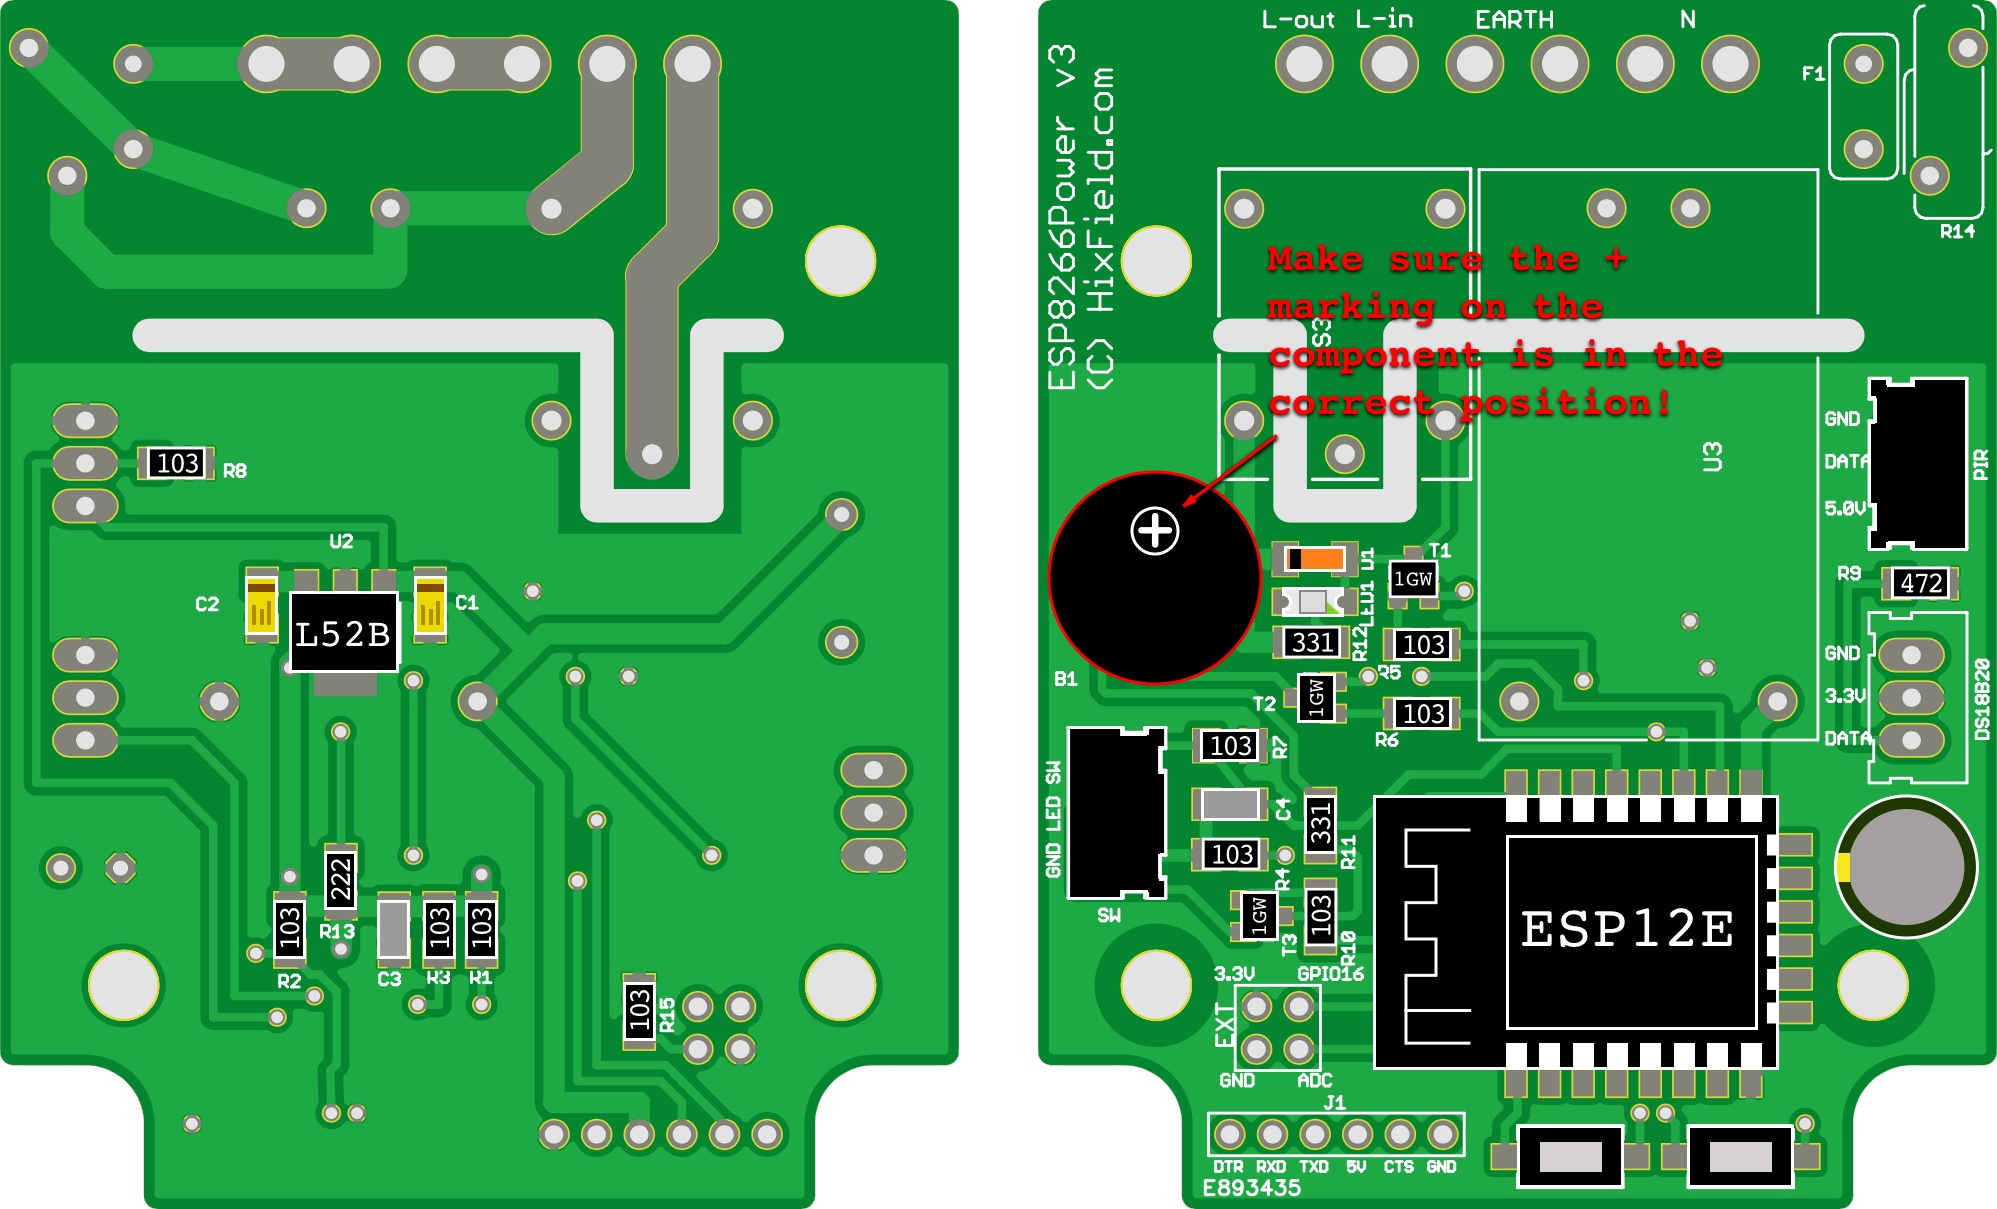 103
R8
U2
C2
C1
L52B
222
R13
103
R2
C3
103
R3
103
R1
103
R15
L-out
L-in
EARTH
N
F1
R14
ESP8266Power v3
(C) HixField.com
Make sure the +
marking on the
component is in the
correct position!
S3
U3
GND
DATA
5.0V
PIR
R9
472
GND
3.3V
DATA
DS18B20
B1
D1
LED1
T1
1GW
331
R12
103
R5
T2
1GW
103
R6
103
R7
C4
331
R11
103
R4
1GW
T3
103
R10
GND LED SW
SW
ESP12E
3.3V
GPIO16
EXT
GND
ADC
J1
DTR
RXD
TXD
5V
CTS
GND
E893435